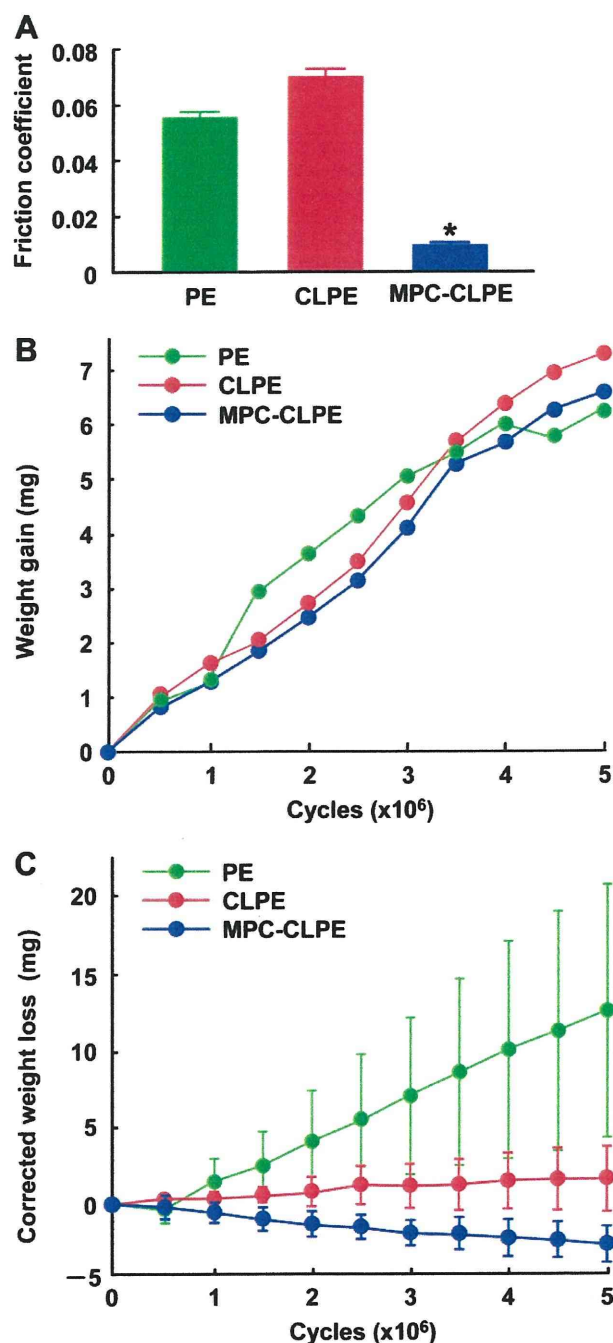 A
Friction coefficient
0.08
0.06
0.04
0.02
0
*
PE CLPE MPC-CLPE
B
PE
CLPE
MPC-CLPE
Weight gain (mg)
7
6
5
4
3
2
1
0
0 1 2 3 4 5
Cycles (x10⁶)
C
PE
CLPE
MPC-CLPE
Corrected weight loss (mg)
20
15
10
5
0
−5
0 1 2 3 4 5
Cycles (x10⁶)